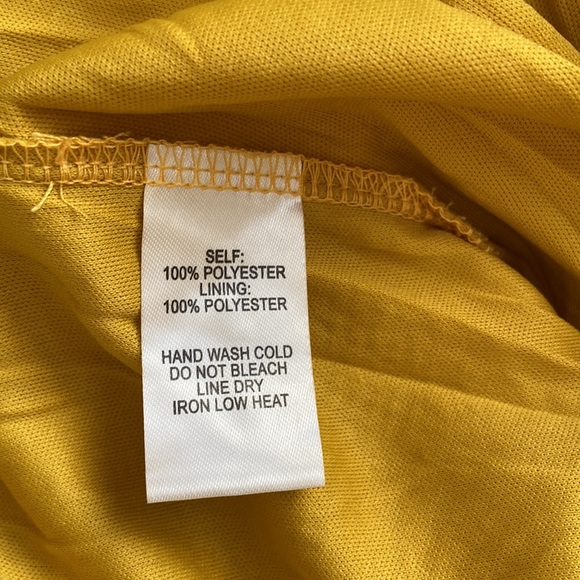 SELF:
100% POLYESTER
LINING:
100% POLYESTER
HAND WASH COLD
DO NOT BLEACH
LINE DRY
IRON LOW HEAT